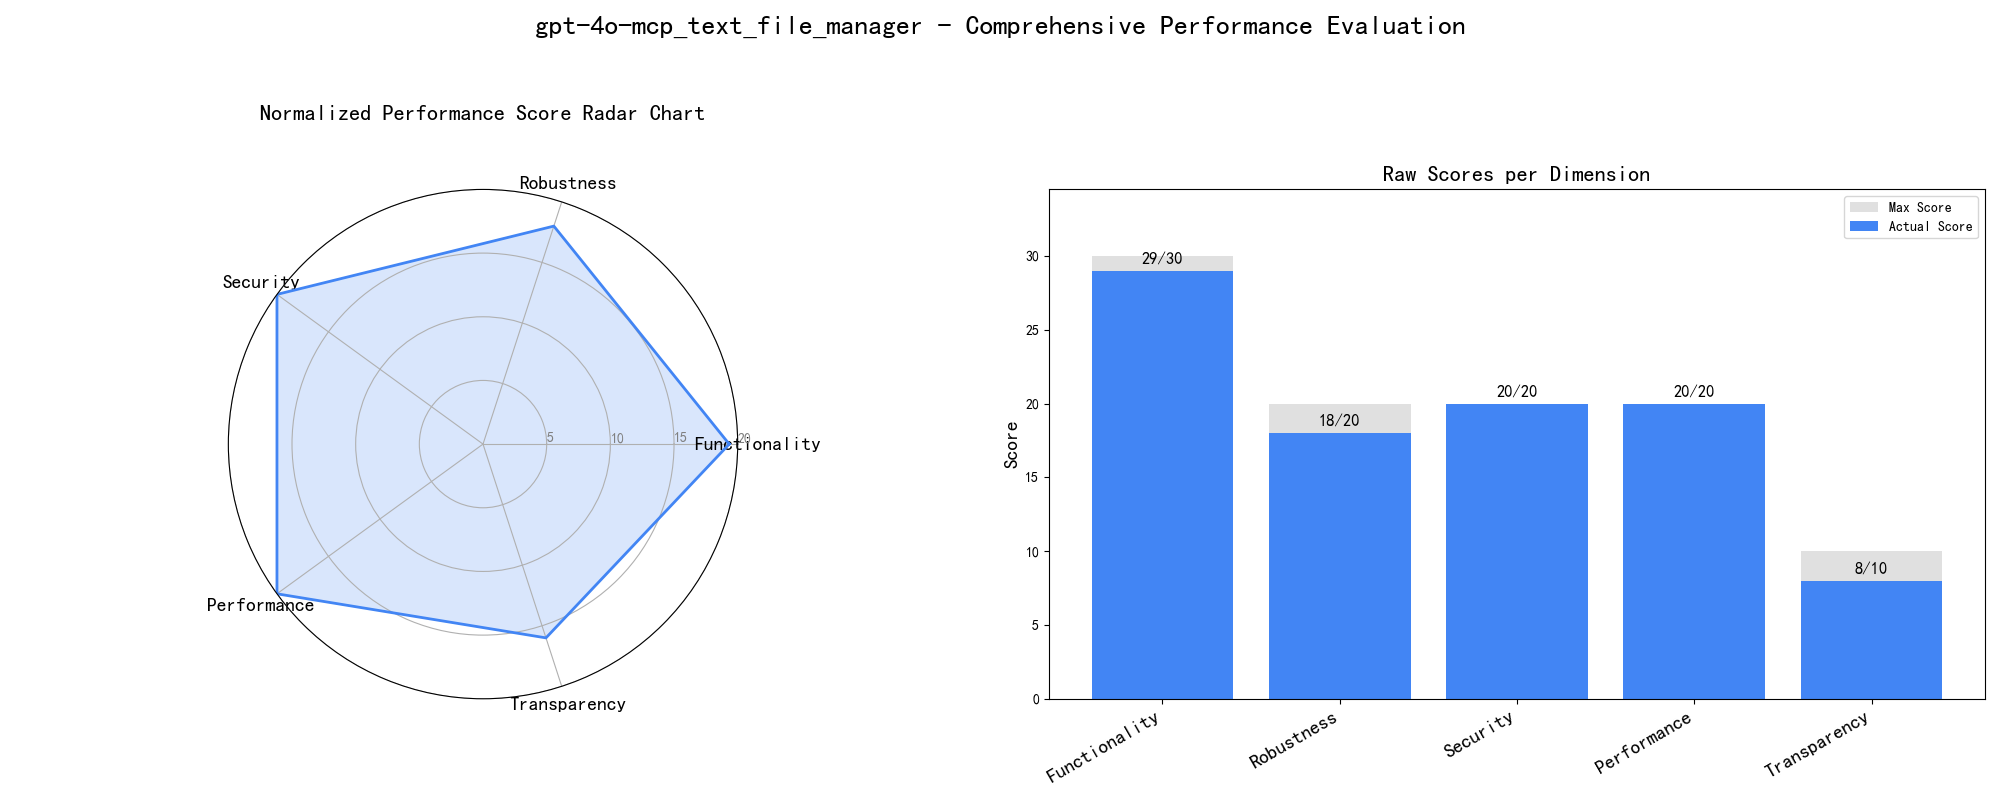 gpt-4o-mcp_text_file_manager - Comprehensive Performance Evaluation
Normalized Performance Score Radar Chart
Robustness
Security
Functionality
5
10
15
20
Performance
Transparency
Raw Scores per Dimension
Max Score
Actual Score
Score
30
25
20
15
10
5
0
29/30
18/20
20/20
20/20
8/10
Functionality
Robustness
Security
Performance
Transparency